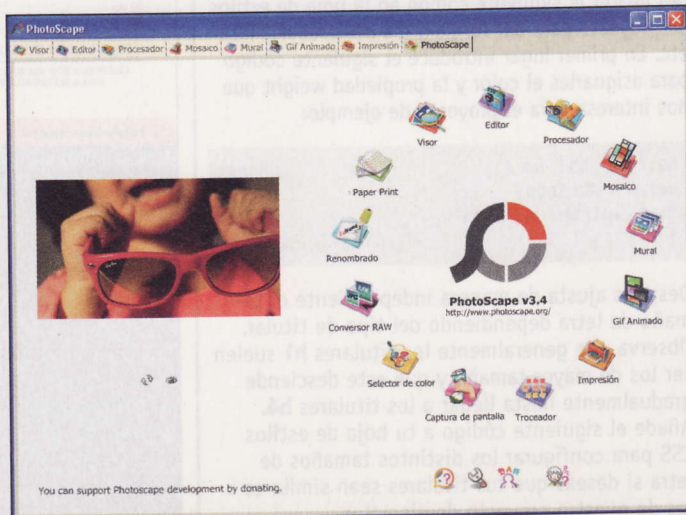 PhotoScape
Visor Editor Procesador Mosaico Mural Gif Animado Impresión PhotoScape
Visor
Editor
Procesador
Paper Print
Mosaico
Renombrado
Mural
PhotoScape v3.4
http://www.photoscape.org/
Conversor RAW
Gif Animado
Selector de color
Impresión
Captura de pantalla
Troceador
You can support Photoscape development by donating.